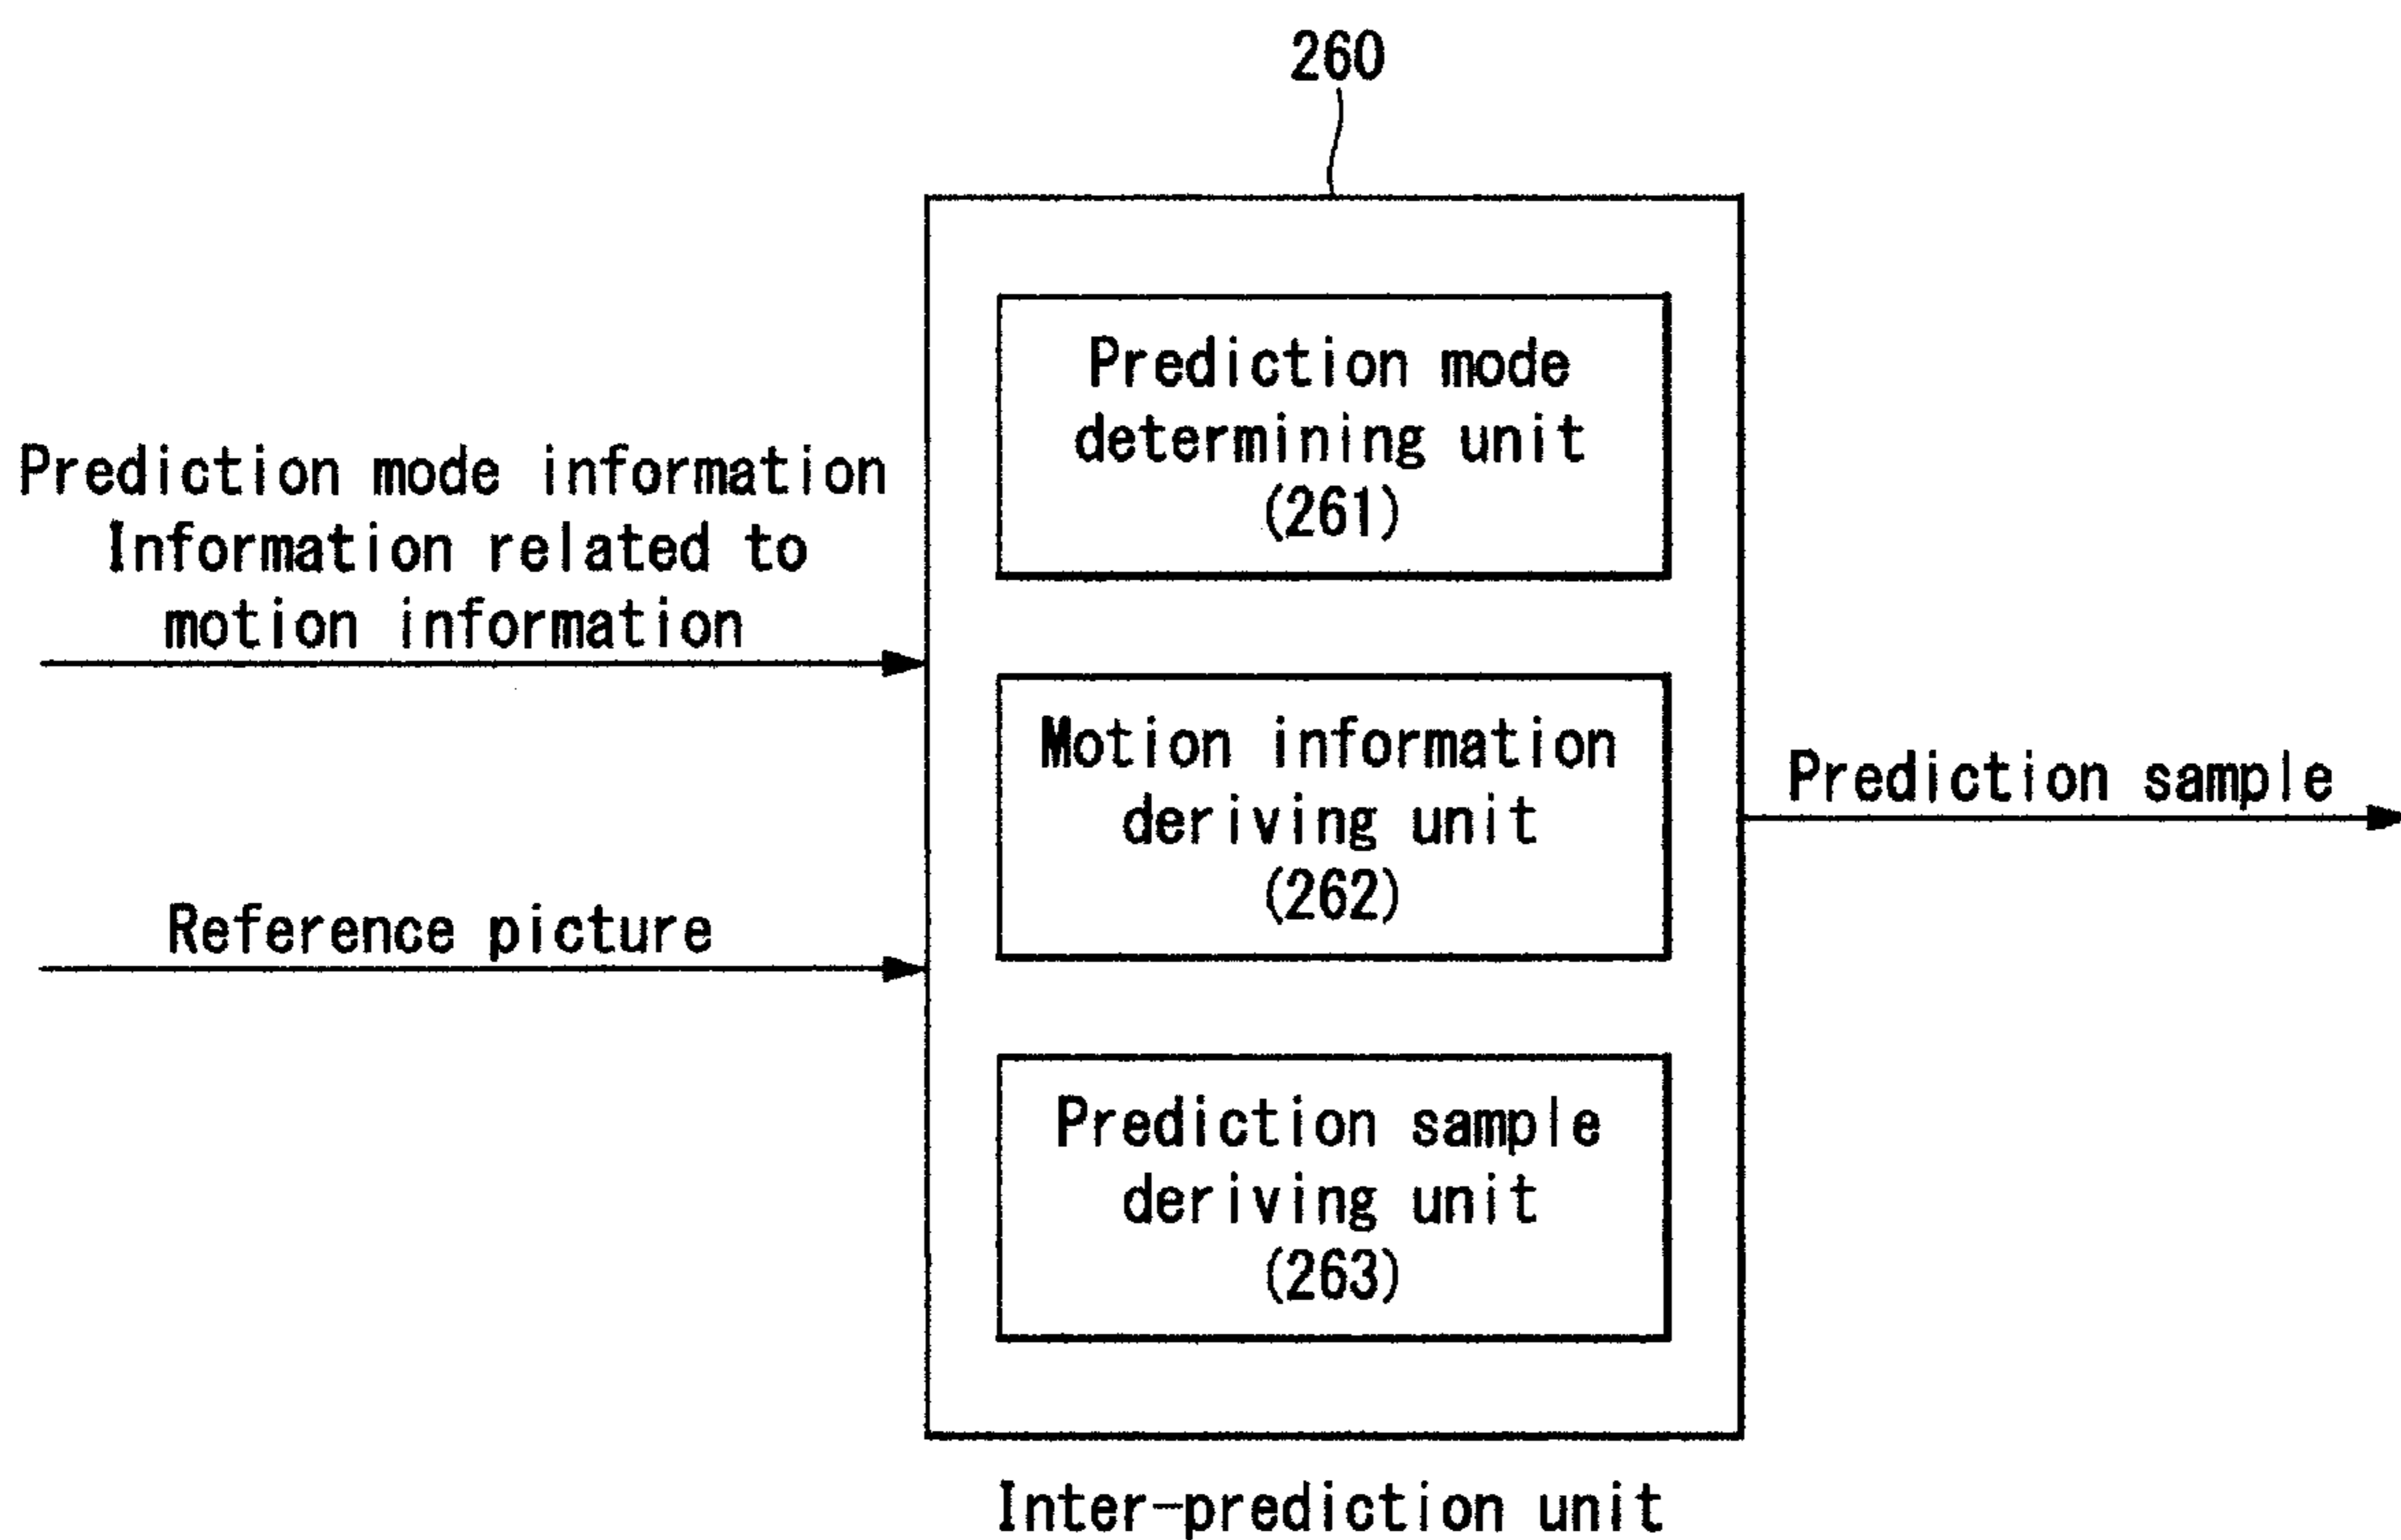 260
Prediction mode
determining unit
(261)
Prediction mode information
Information related to
motion information
Motion information
deriving unit
(262)
Prediction sample
Reference picture
Prediction sample
deriving unit
(263)
Inter-prediction unit